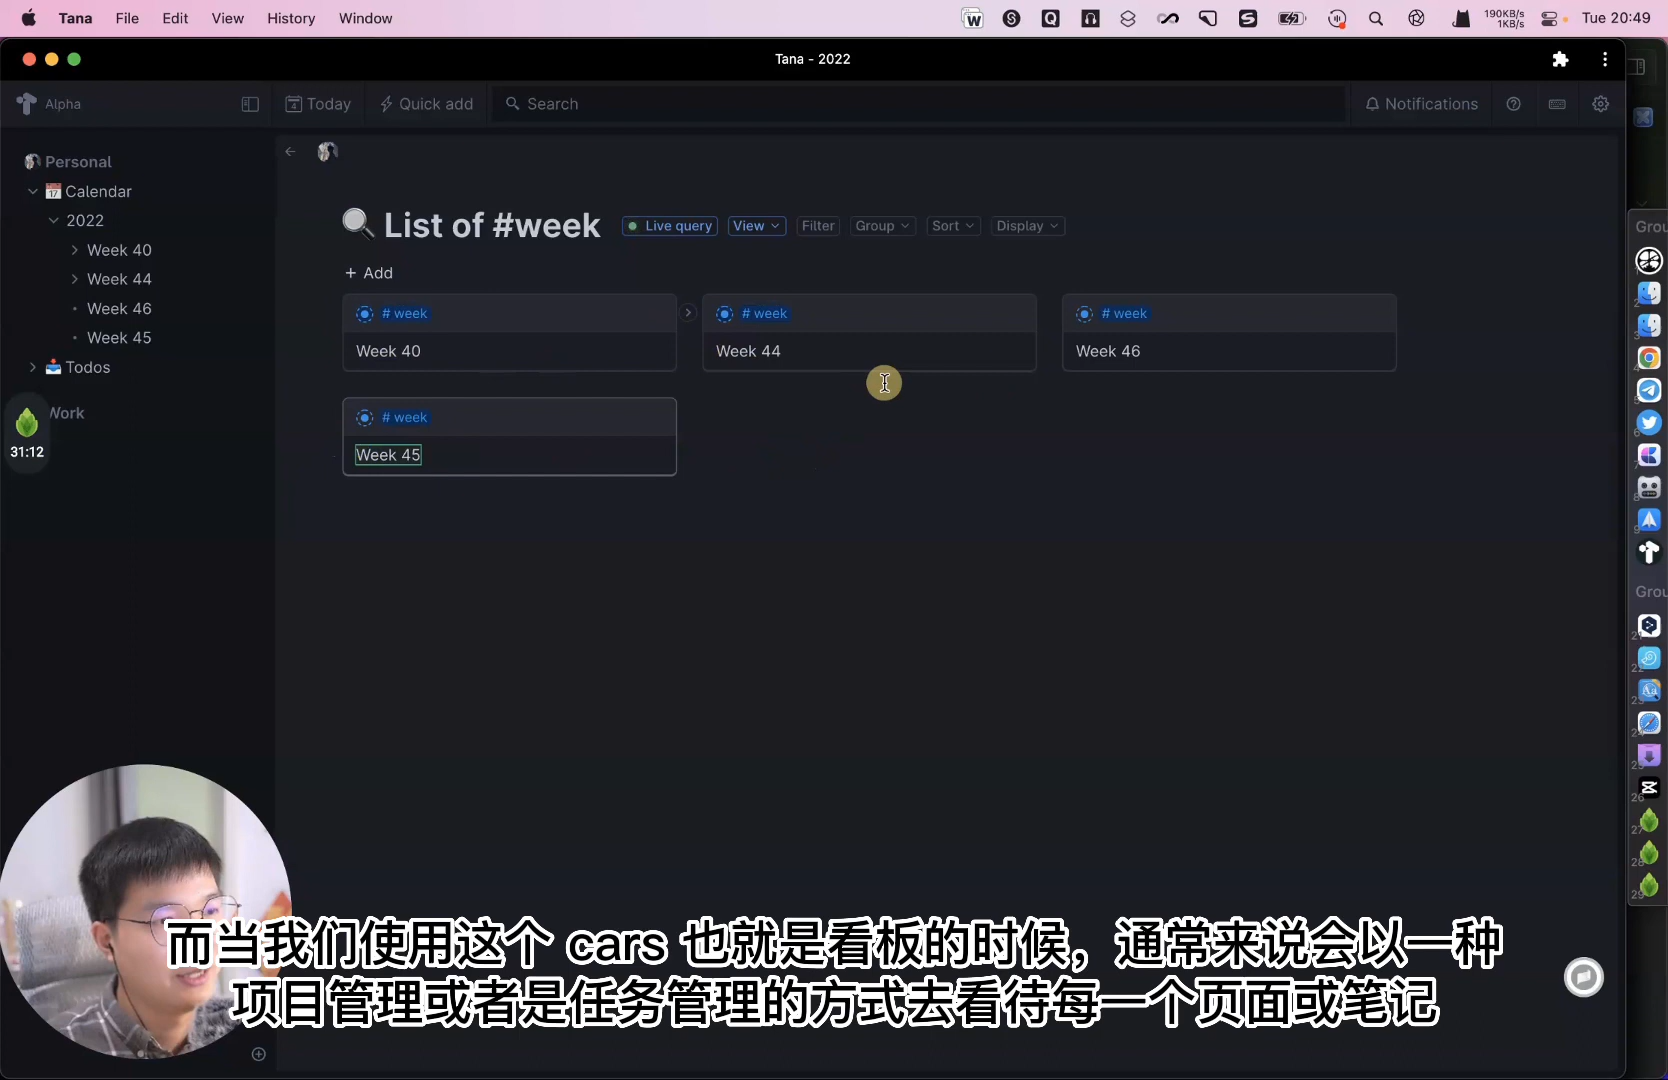 Tana File Edit View History Window
190KB/s
1KB/s
Tue 20:49
Tana - 2022
Alpha
Today
Quick add
Search
Notifications
Personal
Calendar
2022
Week 40
Week 44
Week 46
Week 45
Todos
Work
31:12
List of #week
Live query
View
Filter
Group
Sort
Display
+ Add
# week
Week 40
# week
Week 44
# week
Week 46
# week
Week 45
Grou
Grou
而当我们使用这个 cars 也就是看板的时候，通常来说会以一种
项目管理或者是任务管理的方式去看待每一个页面或笔记